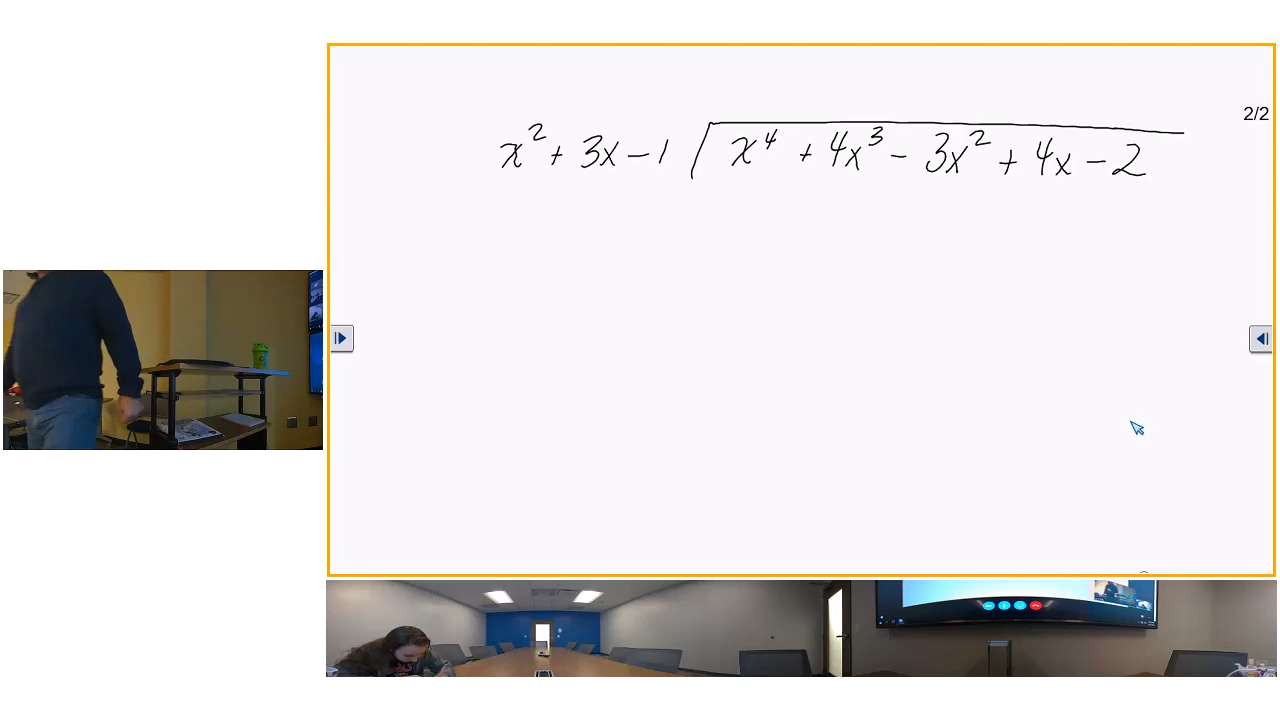 2/2
x² + 3x - 1 ⟌ x⁴ + 4x³ - 3x² + 4x - 2